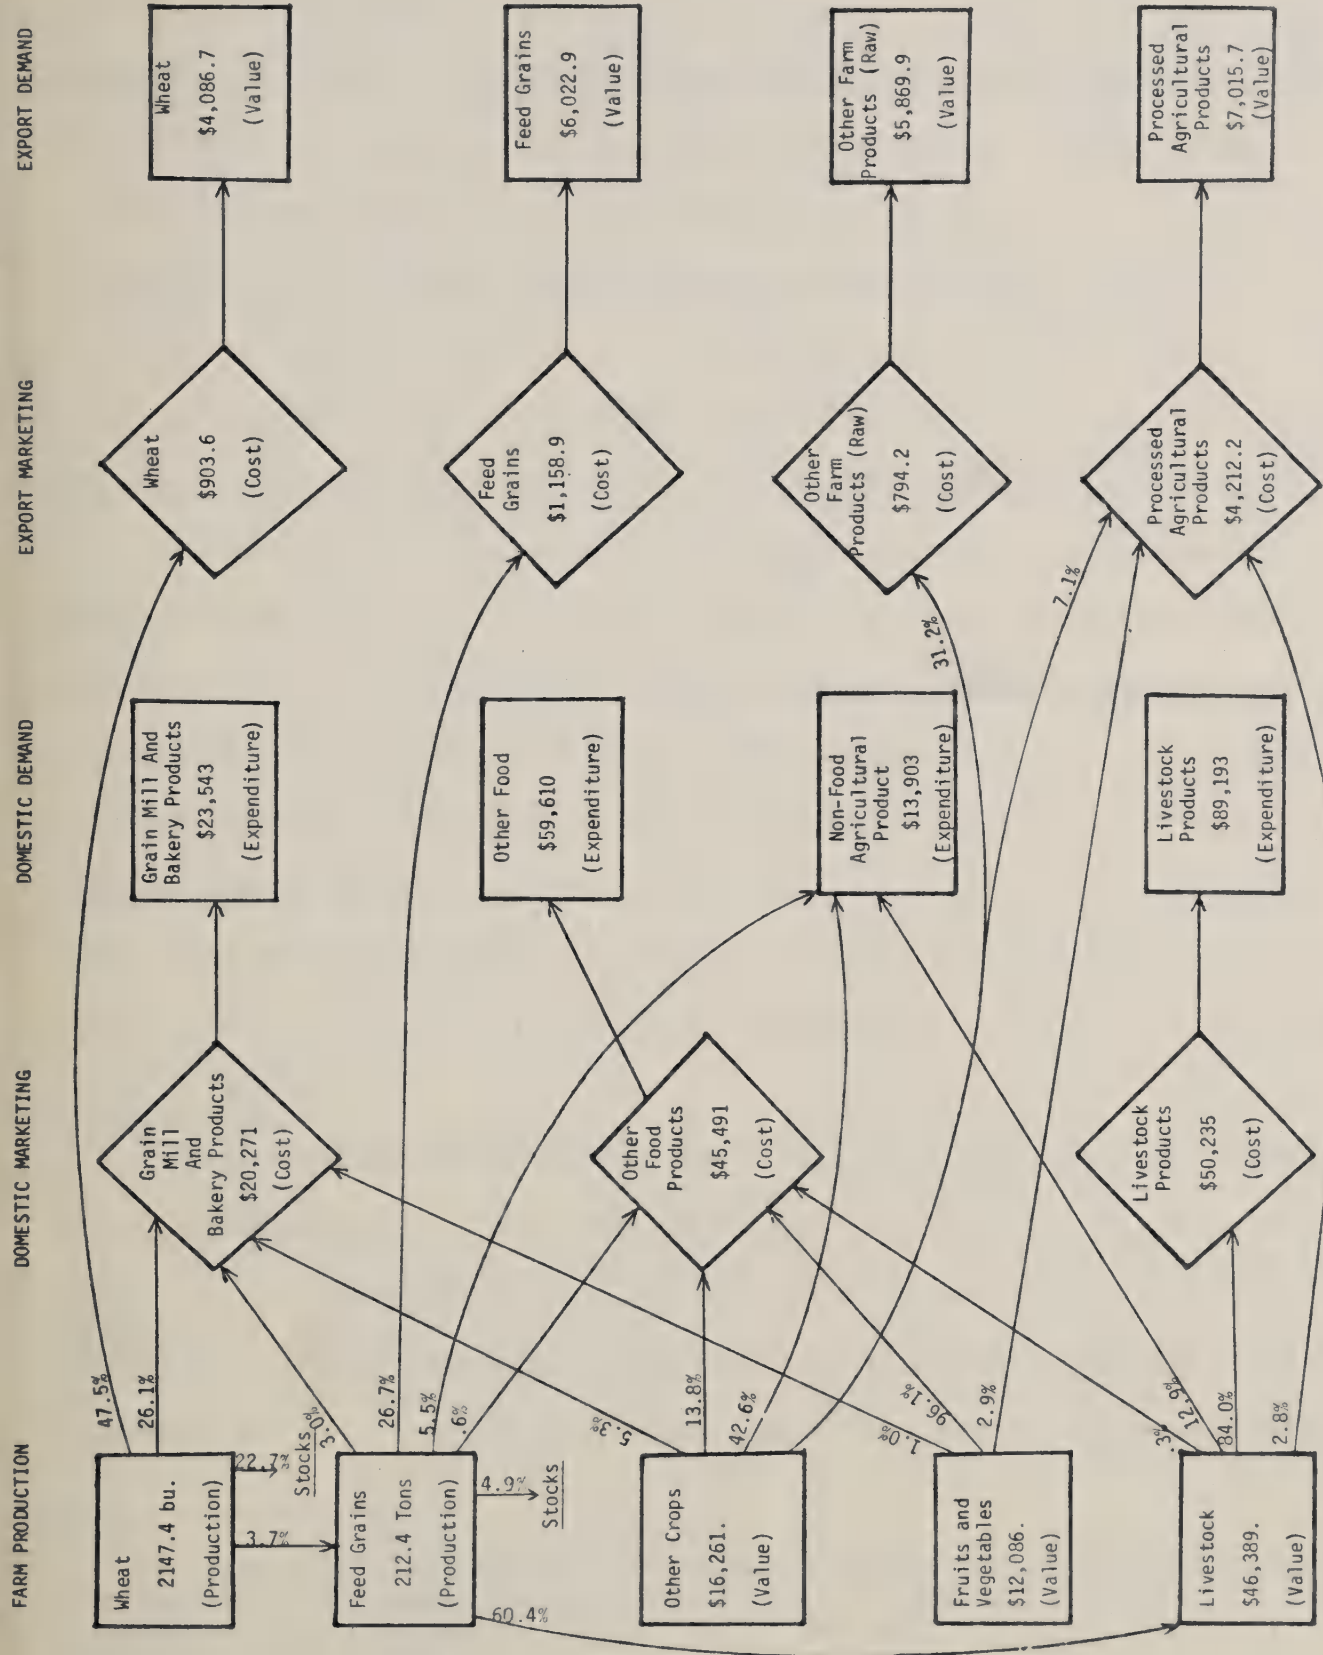 FARM PRODUCTION
DOMESTIC MARKETING
DOMESTIC DEMAND
EXPORT MARKETING
EXPORT DEMAND
Wheat
2147.4 bu.
(Production)
47.5%
26.1%
22.7%
Stocks
3.7%
Feed Grains
212.4 Tons
(Production)
3.0%
26.7%
5.5%
.6%
4.9%
Stocks
60.4%
Other Crops
$16,261.
(Value)
5.3%
13.8%
42.6%
31.2%
7.1%
Fruits and
Vegetables
$12,086.
(Value)
1.0%
96.1%
2.9%
Livestock
$46,389.
(Value)
.3%
12.9%
84.0%
2.8%
Grain
Mill
And
Bakery Products
$20,271
(Cost)
Other
Food
Products
$45,491
(Cost)
Livestock
Products
$50,235
(Cost)
Grain Mill And
Bakery Products
$23,543
(Expenditure)
Other Food
$59,610
(Expenditure)
Non-Food
Agricultural
Product
$13,903
(Expenditure)
Livestock
Products
$89,193
(Expenditure)
Wheat
$903.6
(Cost)
Feed
Grains
$1,158.9
(Cost)
Other
Farm
Products (Raw)
$794.2
(Cost)
Processed
Agricultural
Products
$4,212.2
(Cost)
Wheat
$4,086.7
(Value)
Feed Grains
$6,022.9
(Value)
Other Farm
Products (Raw)
$5,869.9
(Value)
Processed
Agricultural
Products
$7,015.7
(Value)